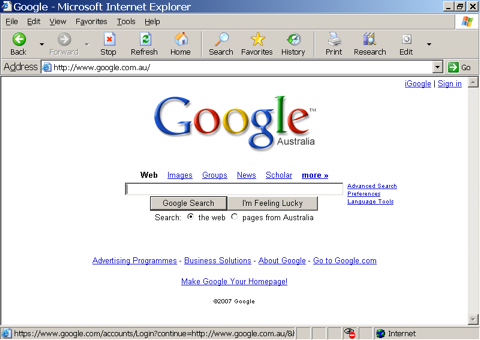 Google - Microsoft Internet Explorer
File Edit View Favorites Tools Help
Back Forward Stop Refresh Home Search Favorites History Print Research Edit
Address http://www.google.com.au/ Go
iGoogle | Sign in
Google™
Australia
Web Images Groups News Scholar more »
Advanced Search
Preferences
Language Tools
Google Search I'm Feeling Lucky
Search: the web pages from Australia
Advertising Programmes - Business Solutions - About Google - Go to Google.com
Make Google Your Homepage!
©2007 Google
https://www.google.com/accounts/Login?continue=http://www.google.com.au/&h Internet